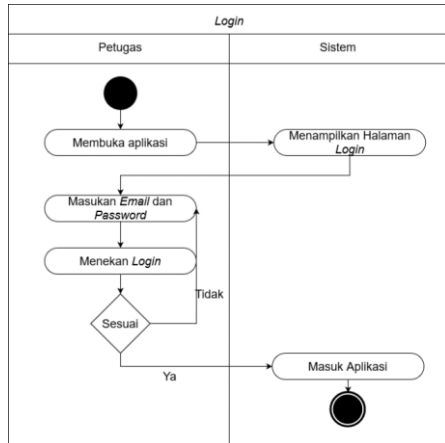 Login
Petugas
Sistem
Membuka aplikasi
Menampilkan Halaman
Login
Masukan Email dan
Password
Menekan Login
Tidak
Sesuai
Ya
Masuk Aplikasi